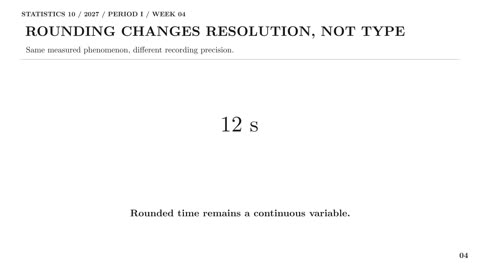 STATISTICS 10 / 2027 / PERIOD I / WEEK 04
ROUNDING CHANGES RESOLUTION, NOT TYPE
Same measured phenomenon, different recording precision.
12 s
Rounded time remains a continuous variable.
04